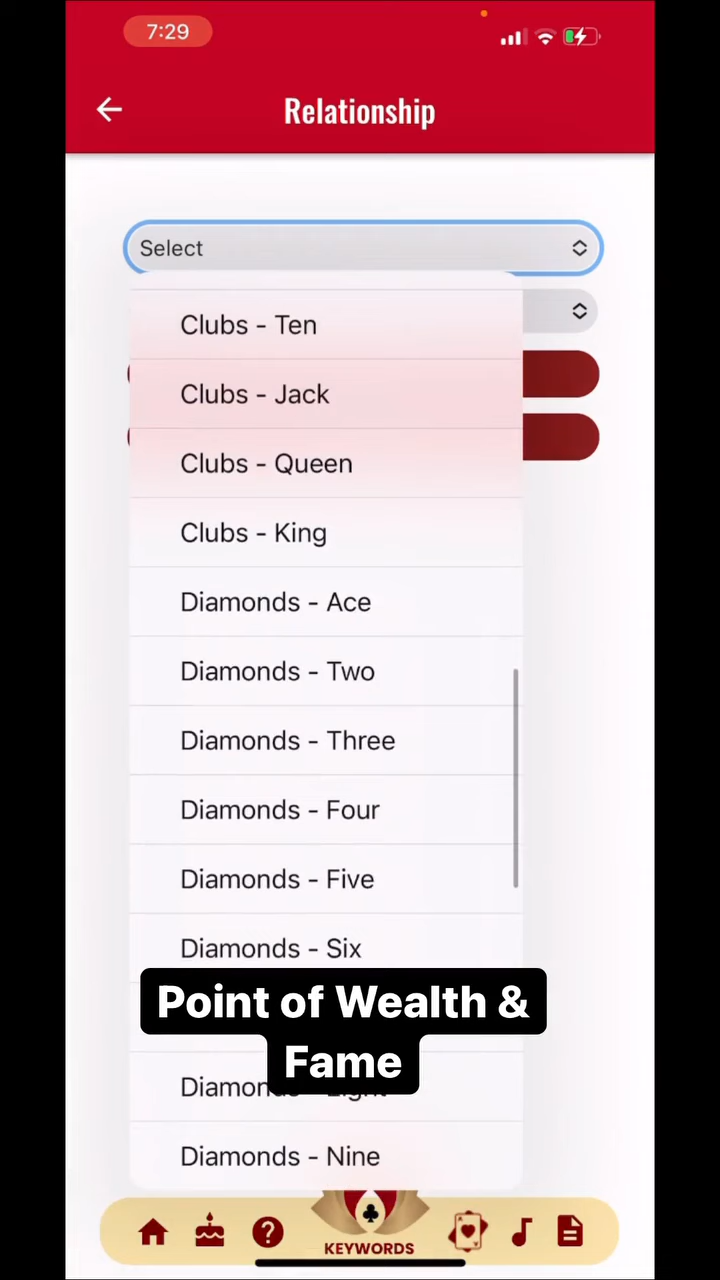 7:29
Relationship
Select
Clubs - Ten
Clubs - Jack
Clubs - Queen
Clubs - King
Diamonds - Ace
Diamonds - Two
Diamonds - Three
Diamonds - Four
Diamonds - Five
Diamonds - Six
Point of Wealth &
Fame
Diamonds - Nine
KEYWORDS